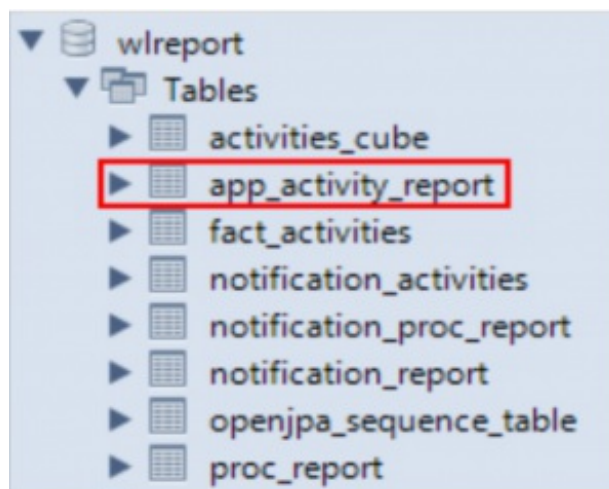 wlreport
Tables
activities_cube
app_activity_report
fact_activities
notification_activities
notification_proc_report
notification_report
openjpa_sequence_table
proc_report